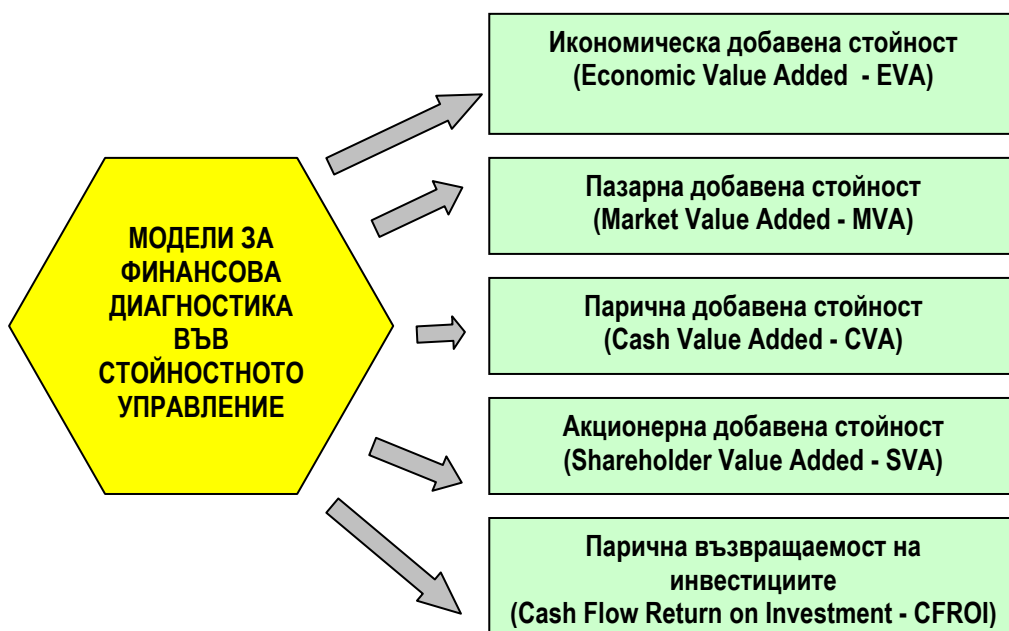 МОДЕЛИ ЗА
ФИНАНСОВА
ДИАГНОСТИКА
ВЪВ
СТОЙНОСТНОТО
УПРАВЛЕНИЕ
Икономическа добавена стойност
(Economic Value Added - EVA)
Пазарна добавена стойност
(Market Value Added - MVA)
Парична добавена стойност
(Cash Value Added - CVA)
Акционерна добавена стойност
(Shareholder Value Added - SVA)
Парична възвращаемост на
инвестициите
(Cash Flow Return on Investment - CFROI)